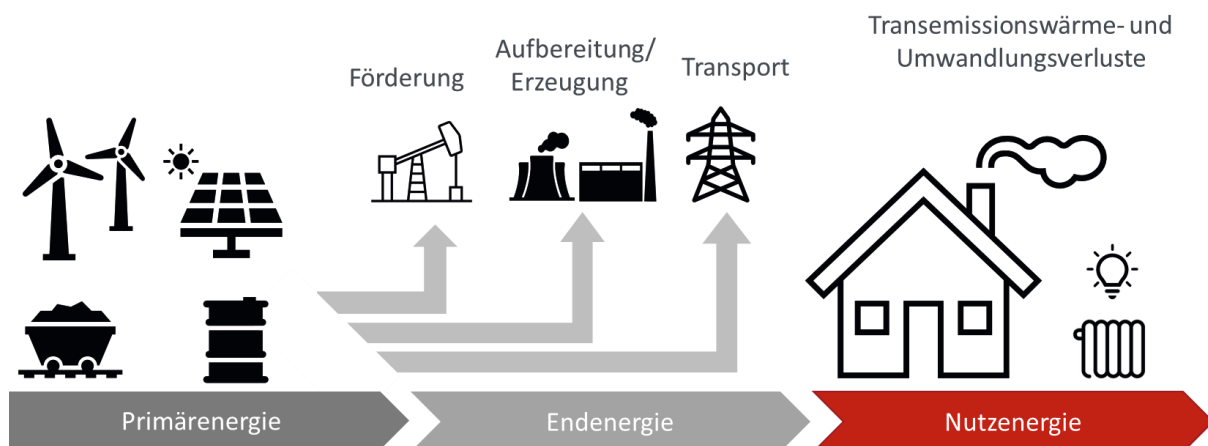 Transemissionswärme- und
Umwandlungsverluste
Aufbereitung/
Erzeugung
Förderung
Transport
Primärenergie
Endenergie
Nutzenergie